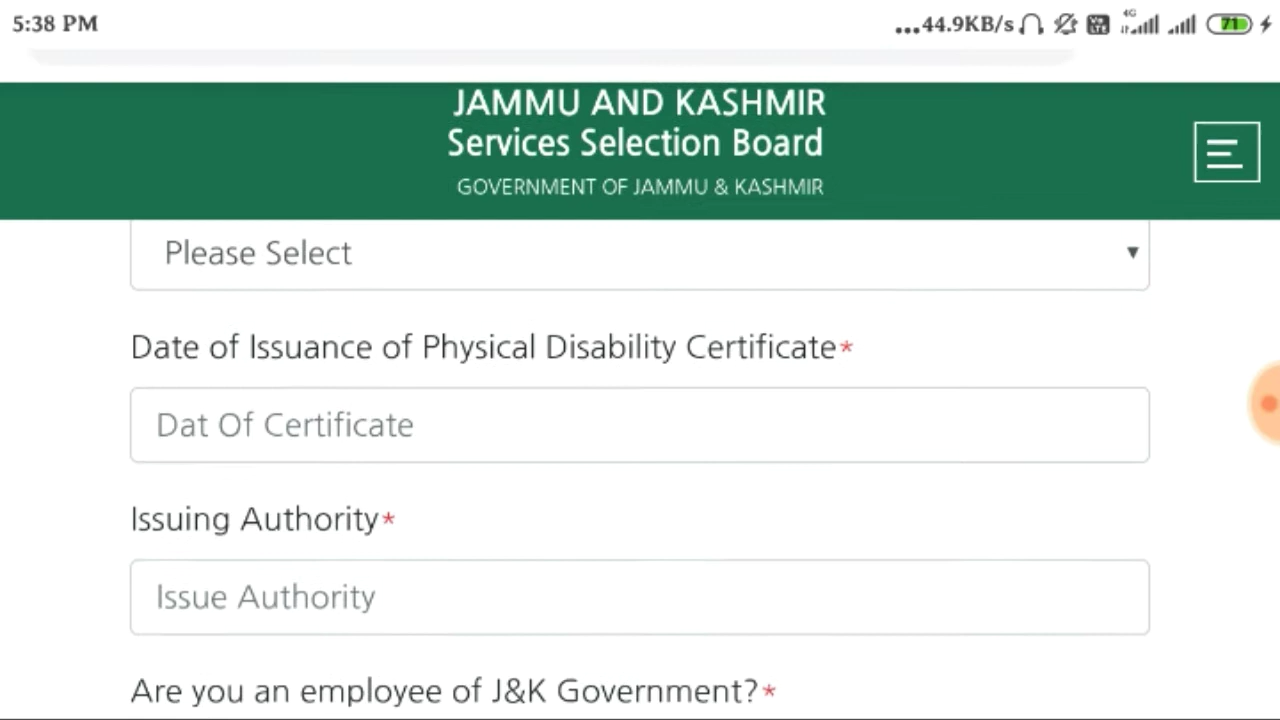 5:38 PM
...44.9KB/s 4G 71
JAMMU AND KASHMIR
Services Selection Board
GOVERNMENT OF JAMMU & KASHMIR
Please Select
Date of Issuance of Physical Disability Certificate*
Dat Of Certificate
Issuing Authority*
Issue Authority
Are you an employee of J&K Government?*